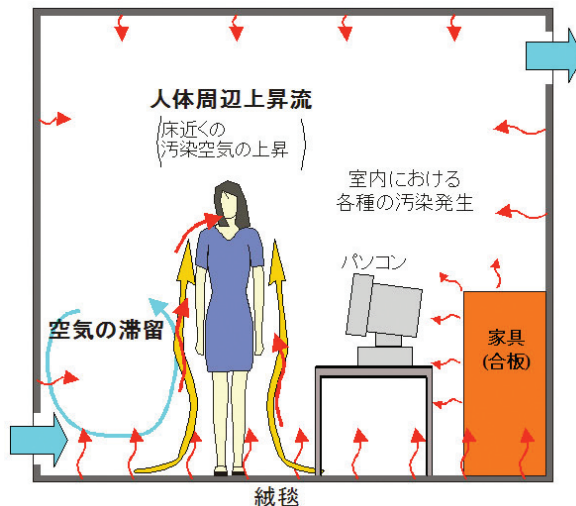 人体周辺上昇流
(床近くの
汚染空気の上昇)
室内における
各種の汚染発生
パソコン
空気の滞留
家具
(合板)
絨毯